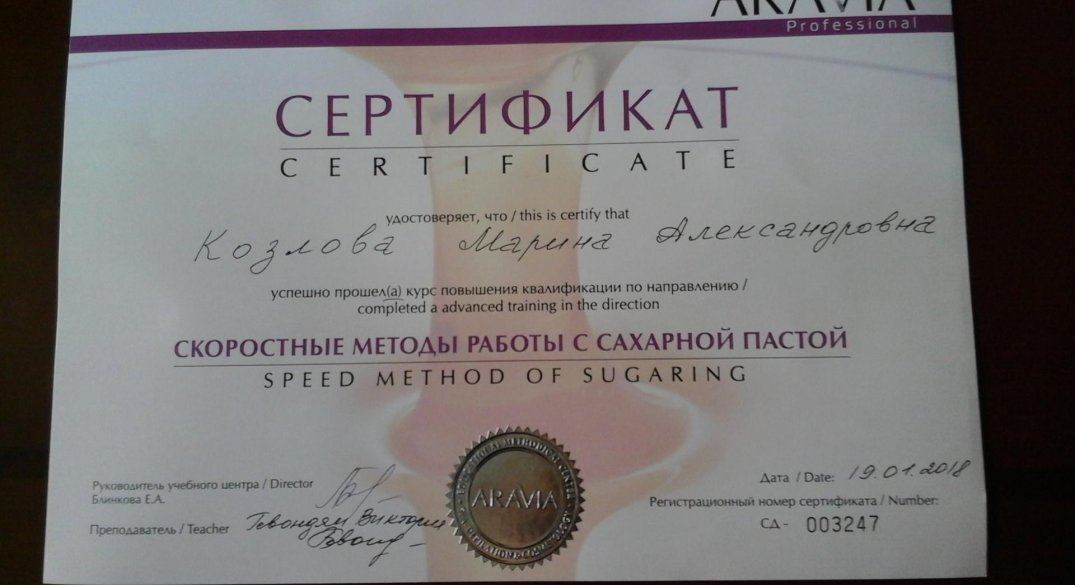 ARAVIA
Professional
СЕРТИФИКАТ
CERTIFICATE
удостоверяет, что / this is certify that
Козлова Марина Александровна
успешно прошел(а) курс повышения квалификации по направлению /
completed a advanced training in the direction
СКОРОСТНЫЕ МЕТОДЫ РАБОТЫ С САХАРНОЙ ПАСТОЙ
SPEED METHOD OF SUGARING
Руководитель учебного центра / Director
Блинкова Е.А.
Преподаватель / Teacher Гевондян Виктория
ARAVIA
Дата / Date: 19.01.2018
Регистрационный номер сертификата / Number:
СД- 003247